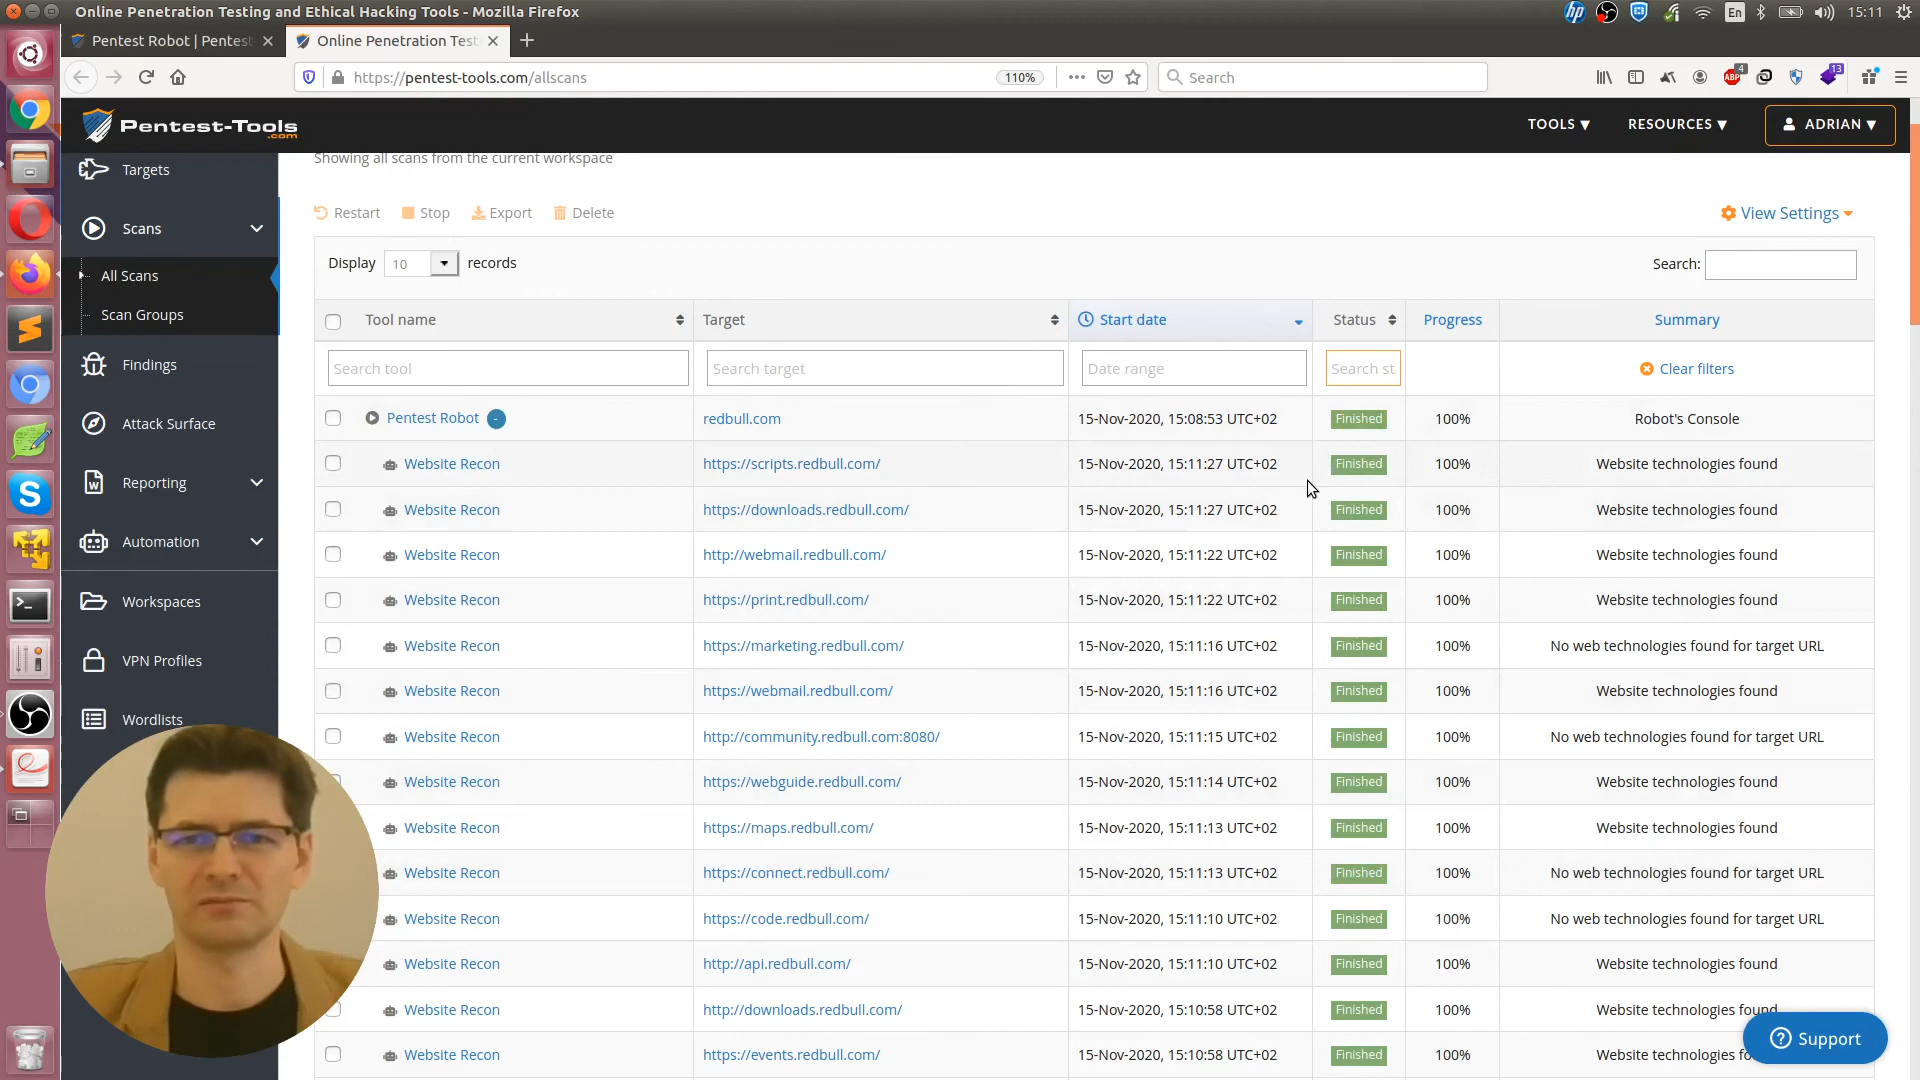 Online Penetration Testing and Ethical Hacking Tools - Mozilla Firefox
En
15:11
Pentest Robot | Pentest
Online Penetration Test
https://pentest-tools.com/allscans
110%
Search
ABP
4
13
Pentest-Tools
.com
TOOLS ▾
RESOURCES ▾
ADRIAN ▾
Targets
Scans
All Scans
Scan Groups
Findings
Attack Surface
Reporting
Automation
Workspaces
VPN Profiles
Wordlists
Showing all scans from the current workspace
Restart Stop Export Delete
View Settings
Display 10 records
Search:
Tool name Target Start date Status Progress Summary
Search tool Search target Date range Search st Clear filters
Pentest Robot - redbull.com 15-Nov-2020, 15:08:53 UTC+02 Finished 100% Robot's Console
Website Recon https://scripts.redbull.com/ 15-Nov-2020, 15:11:27 UTC+02 Finished 100% Website technologies found
Website Recon https://downloads.redbull.com/ 15-Nov-2020, 15:11:27 UTC+02 Finished 100% Website technologies found
Website Recon http://webmail.redbull.com/ 15-Nov-2020, 15:11:22 UTC+02 Finished 100% Website technologies found
Website Recon https://print.redbull.com/ 15-Nov-2020, 15:11:22 UTC+02 Finished 100% Website technologies found
Website Recon https://marketing.redbull.com/ 15-Nov-2020, 15:11:16 UTC+02 Finished 100% No web technologies found for target URL
Website Recon https://webmail.redbull.com/ 15-Nov-2020, 15:11:16 UTC+02 Finished 100% Website technologies found
Website Recon http://community.redbull.com:8080/ 15-Nov-2020, 15:11:15 UTC+02 Finished 100% No web technologies found for target URL
Website Recon https://webguide.redbull.com/ 15-Nov-2020, 15:11:14 UTC+02 Finished 100% Website technologies found
Website Recon https://maps.redbull.com/ 15-Nov-2020, 15:11:13 UTC+02 Finished 100% Website technologies found
Website Recon https://connect.redbull.com/ 15-Nov-2020, 15:11:13 UTC+02 Finished 100% No web technologies found for target URL
Website Recon https://code.redbull.com/ 15-Nov-2020, 15:11:10 UTC+02 Finished 100% No web technologies found for target URL
Website Recon http://api.redbull.com/ 15-Nov-2020, 15:11:10 UTC+02 Finished 100% Website technologies found
Website Recon http://downloads.redbull.com/ 15-Nov-2020, 15:10:58 UTC+02 Finished 100% Website technologies found
Website Recon https://events.redbull.com/ 15-Nov-2020, 15:10:58 UTC+02 Finished 100% Website technologies fo
Support